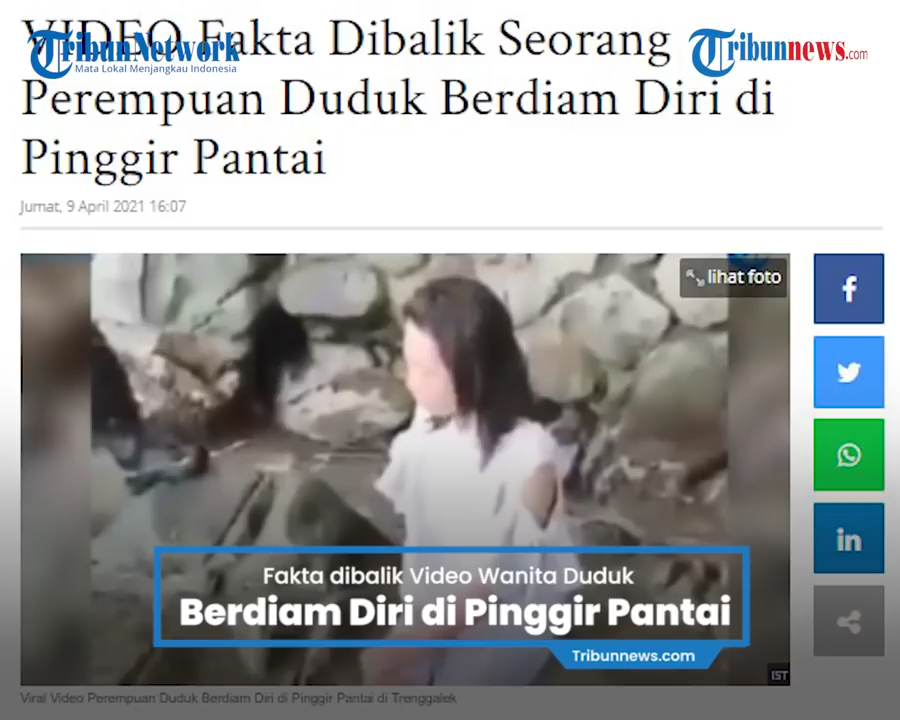 VIDEO Fakta Dibalik Seorang
TribunNetwork
Mata Lokal Menjangkau Indonesia
Tribunnews.com
Perempuan Duduk Berdiam Diri di
Pinggir Pantai
Jumat, 9 April 2021 16:07
lihat foto
Fakta dibalik Video Wanita Duduk
Berdiam Diri di Pinggir Pantai
Tribunnews.com
IST
Viral Video Perempuan Duduk Berdiam Diri di Pinggir Pantai di Trenggalek